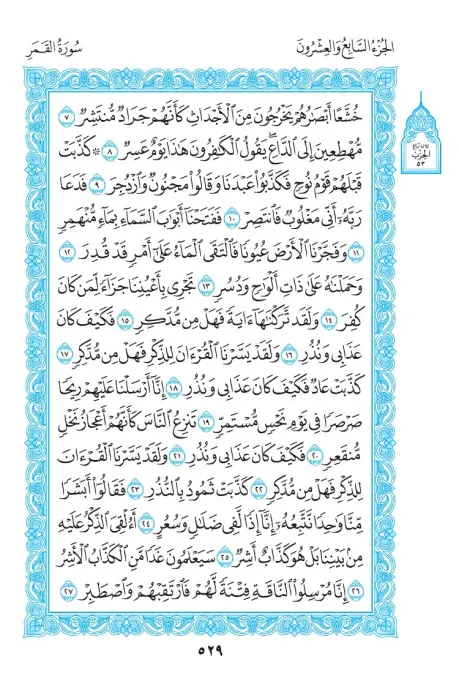 الجُزْءُ السَّابِعُ وَالعِشْرُونَ
سُورَةُ القَمَرِ
خُشَّعًا أَبْصَٰرُهُمْ يَخْرُجُونَ مِنَ ٱلْأَجْدَاثِ كَأَنَّهُمْ جَرَادٌ مُّنتَشِرٌ ٧
مُّهْطِعِينَ إِلَى ٱلدَّاعِ ۖ يَقُولُ ٱلْكَٰفِرُونَ هَٰذَا يَوْمٌ عَسِرٌ ٨ ۞ كَذَّبَتْ
قَبْلَهُمْ قَوْمُ نُوحٍ فَكَذَّبُوا۟ عَبْدَنَا وَقَالُوا۟ مَجْنُونٌ وَٱزْدُجِرَ ٩ فَدَعَا
رَبَّهُۥٓ أَنِّى مَغْلُوبٌ فَٱنتَصِرْ ١٠ فَفَتَحْنَآ أَبْوَٰبَ ٱلسَّمَآءِ بِمَآءٍ مُّنْهَمِرٍ
١١ وَفَجَّرْنَا ٱلْأَرْضَ عُيُونًا فَٱلْتَقَى ٱلْمَآءُ عَلَىٰٓ أَمْرٍ قَدْ قُدِرَ ١٢
وَحَمَلْنَٰهُ عَلَىٰ ذَاتِ أَلْوَٰحٍ وَدُسُرٍ ١٣ تَجْرِى بِأَعْيُنِنَا جَزَآءً لِّمَن كَانَ
كُفِرَ ١٤ وَلَقَد تَّرَكْنَٰهَآ ءَايَةً فَهَلْ مِن مُّدَّكِرٍ ١٥ فَكَيْفَ كَانَ
عَذَابِى وَنُذُرِ ١٦ وَلَقَدْ يَسَّرْنَا ٱلْقُرْءَانَ لِلذِّكْرِ فَهَلْ مِن مُّدَّكِرٍ ١٧
كَذَّبَتْ عَادٌ فَكَيْفَ كَانَ عَذَابِى وَنُذُرِ ١٨ إِنَّآ أَرْسَلْنَا عَلَيْهِمْ رِيحًا
صَرْصَرًا فِى يَوْمِ نَحْسٍ مُّسْتَمِرٍّ ١٩ تَنزِعُ ٱلنَّاسَ كَأَنَّهُمْ أَعْجَازُ نَخْلٍ
مُّنقَعِرٍ ٢٠ فَكَيْفَ كَانَ عَذَابِى وَنُذُرِ ٢١ وَلَقَدْ يَسَّرْنَا ٱلْقُرْءَانَ
لِلذِّكْرِ فَهَلْ مِن مُّدَّكِرٍ ٢٢ كَذَّبَتْ ثَمُودُ بِٱلنُّذُرِ ٢٣ فَقَالُوٓا۟ أَبَشَرًا
مِّنَّا وَٰحِدًا نَّتَّبِعُهُۥٓ إِنَّآ إِذًا لَّفِى ضَلَٰلٍ وَسُعُرٍ ٢٤ أَءُلْقِىَ ٱلذِّكْرُ عَلَيْهِ
مِنۢ بَيْنِنَا بَلْ هُوَ كَذَّابٌ أَشِرٌ ٢٥ سَيَعْلَمُونَ غَدًا مَّنِ ٱلْكَذَّابُ ٱلْأَشِرُ
٢٦ إِنَّا مُرْسِلُوا۟ ٱلنَّاقَةِ فِتْنَةً لَّهُمْ فَٱرْتَقِبْهُمْ وَٱصْطَبِرْ ٢٧
الحِزْب
٥٣
٥٢٩